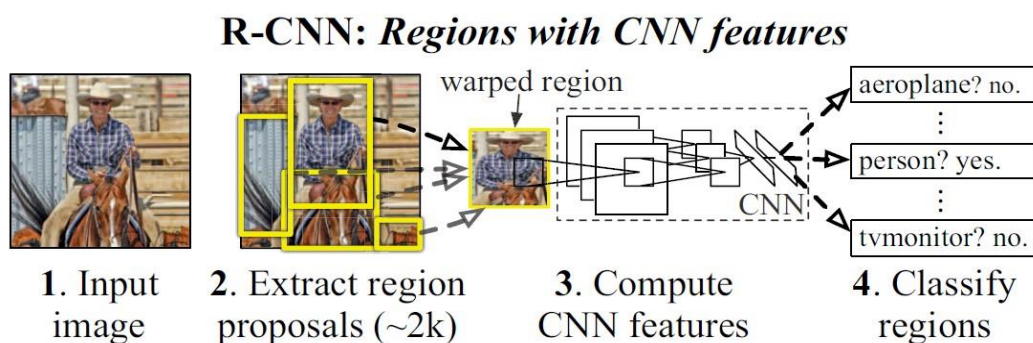 R-CNN: Regions with CNN features
warped region
aeroplane? no.
⋮
person? yes.
⋮
tvmonitor? no.
CNN
1. Input
image
2. Extract region
proposals (~2k)
3. Compute
CNN features
4. Classify
regions